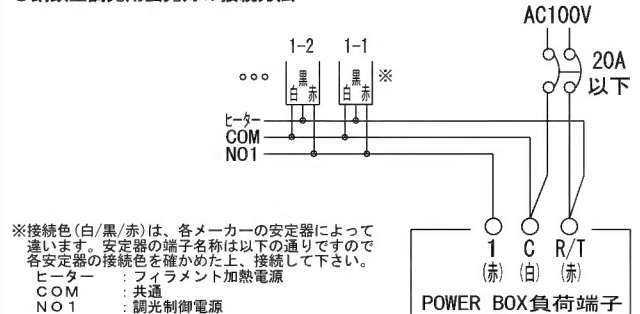 AC100V
20A
以下
1-2 1-1
○○○ 白 黒 赤 白 黒 赤 ※
ヒーター
COM
NO1
※接続色(白/黒/赤)は、各メーカーの安定器によって
違います。安定器の端子名称は以下の通りですので
各安定器の接続色を確かめた上、接続して下さい。
ヒーター :フィラメント加熱電源
COM :共通
NO1 :調光制御電源
1 C R/T
(赤) (白) (赤)
POWER BOX負荷端子